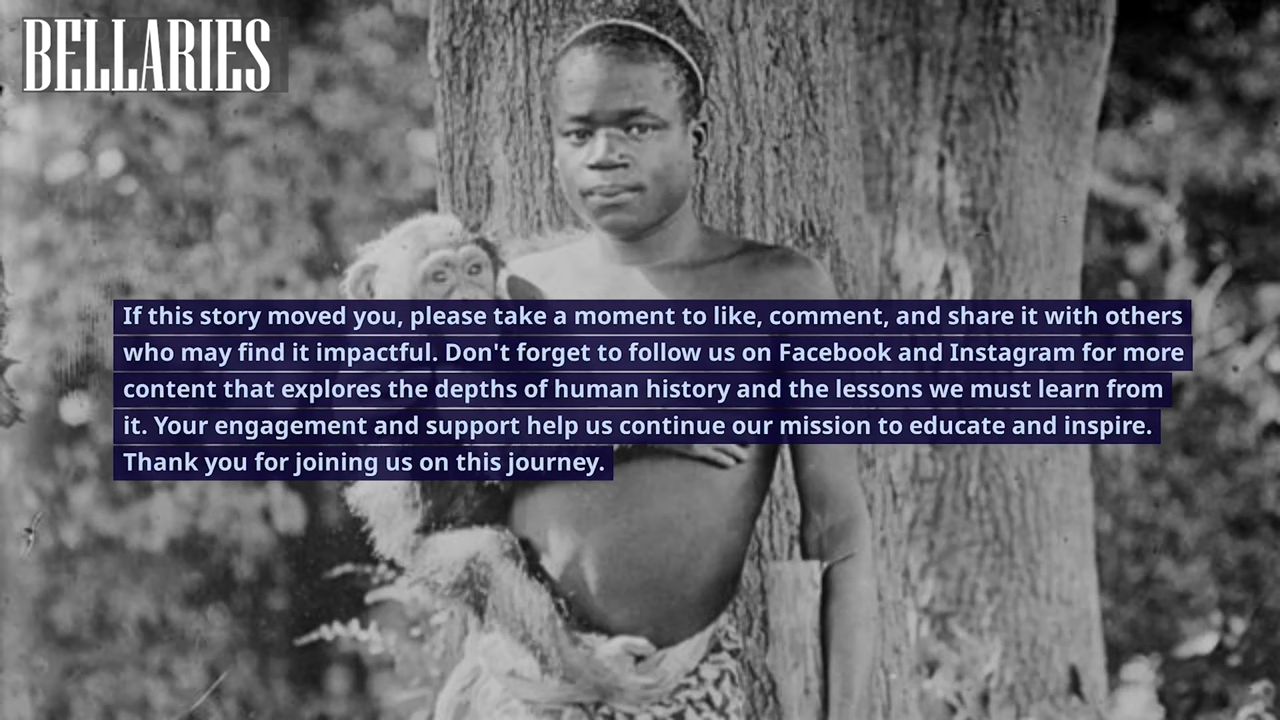 BELLARIES
If this story moved you, please take a moment to like, comment, and share it with others
who may find it impactful. Don't forget to follow us on Facebook and Instagram for more
content that explores the depths of human history and the lessons we must learn from
it. Your engagement and support help us continue our mission to educate and inspire.
Thank you for joining us on this journey.